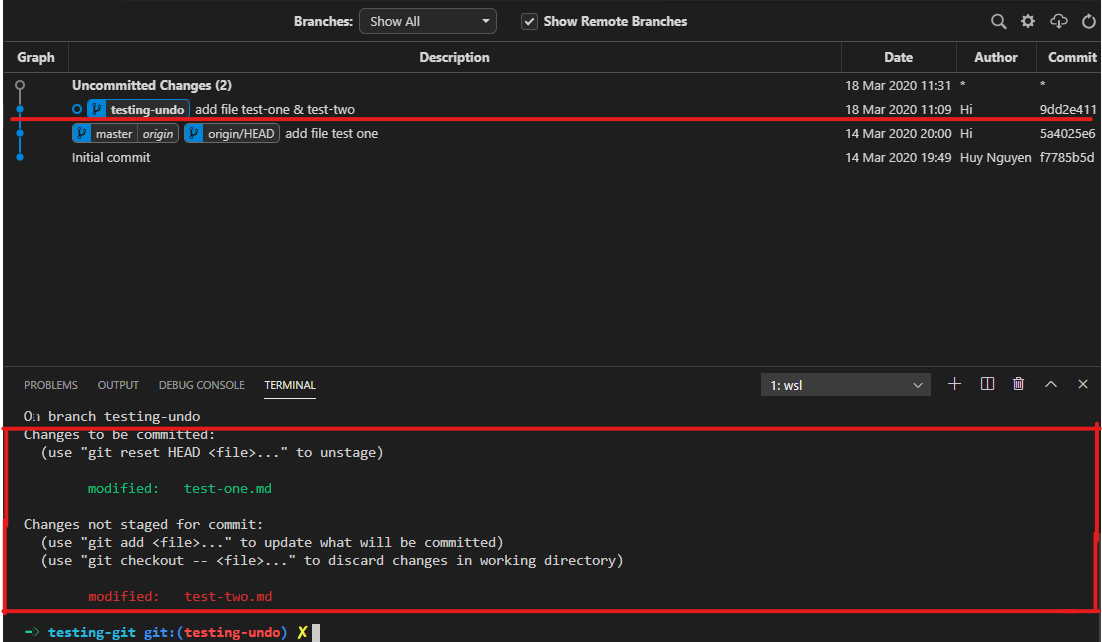 Branches: Show All Show Remote Branches
Graph Description Date Author Commit
Uncommitted Changes (2) 18 Mar 2020 11:31 * *
testing-undo add file test-one & test-two 18 Mar 2020 11:09 Hi 9dd2e411
master origin origin/HEAD add file test one 14 Mar 2020 20:00 Hi 5a4025e6
Initial commit 14 Mar 2020 19:49 Huy Nguyen f7785b5d
PROBLEMS OUTPUT DEBUG CONSOLE TERMINAL 1: wsl
On branch testing-undo
Changes to be committed:
(use "git reset HEAD <file>..." to unstage)
modified: test-one.md
Changes not staged for commit:
(use "git add <file>..." to update what will be committed)
(use "git checkout -- <file>..." to discard changes in working directory)
modified: test-two.md
-> testing-git git:(testing-undo) ✗